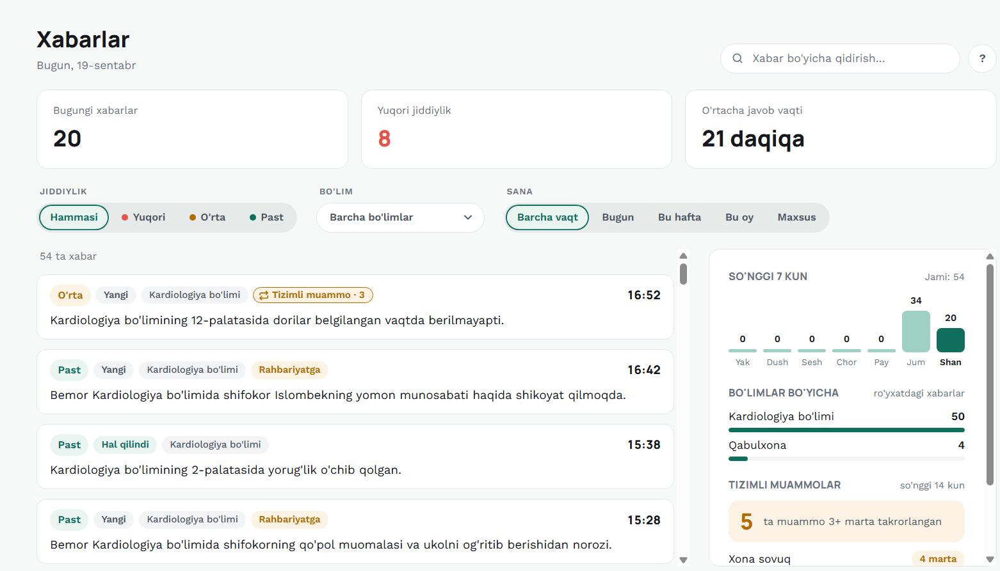 Xabarlar
Bugun, 19-sentabr
Xabar bo'yicha qidirish...
?
Bugungi xabarlar
20
Yuqori jiddiylik
8
O'rtacha javob vaqti
21 daqiqa
JIDDIYLIK
Hammasi
Yuqori
O'rta
Past
BO'LIM
Barcha bo'limlar
SANA
Barcha vaqt
Bugun
Bu hafta
Bu oy
Maxsus
54 ta xabar
O'rta Yangi Kardiologiya bo'limi Tizimli muammo · 3 16:52
Kardiologiya bo'limining 12-palatasida dorilar belgilangan vaqtda berilmayapti.
Past Yangi Kardiologiya bo'limi Rahbariyatga 16:42
Bemor Kardiologiya bo'limida shifokor Islombekning yomon munosabati haqida shikoyat qilmoqda.
Past Hal qilindi Kardiologiya bo'limi 15:38
Kardiologiya bo'limining 2-palatasida yorug'lik o'chib qolgan.
Past Yangi Kardiologiya bo'limi Rahbariyatga 15:28
Bemor Kardiologiya bo'limida shifokorning qo'pol muomalasi va ukolni og'ritib berishidan norozi.
SO'NGGI 7 KUN Jami: 54
0 0 0 0 0 34 20
Yak Dush Sesh Chor Pay Jum Shan
BO'LIMLAR BO'YICHA ro'yxatdagi xabarlar
Kardiologiya bo'limi 50
Qabulxona 4
TIZIMLI MUAMMOLAR so'nggi 14 kun
5 ta muammo 3+ marta takrorlangan
Xona sovuq 4 marta